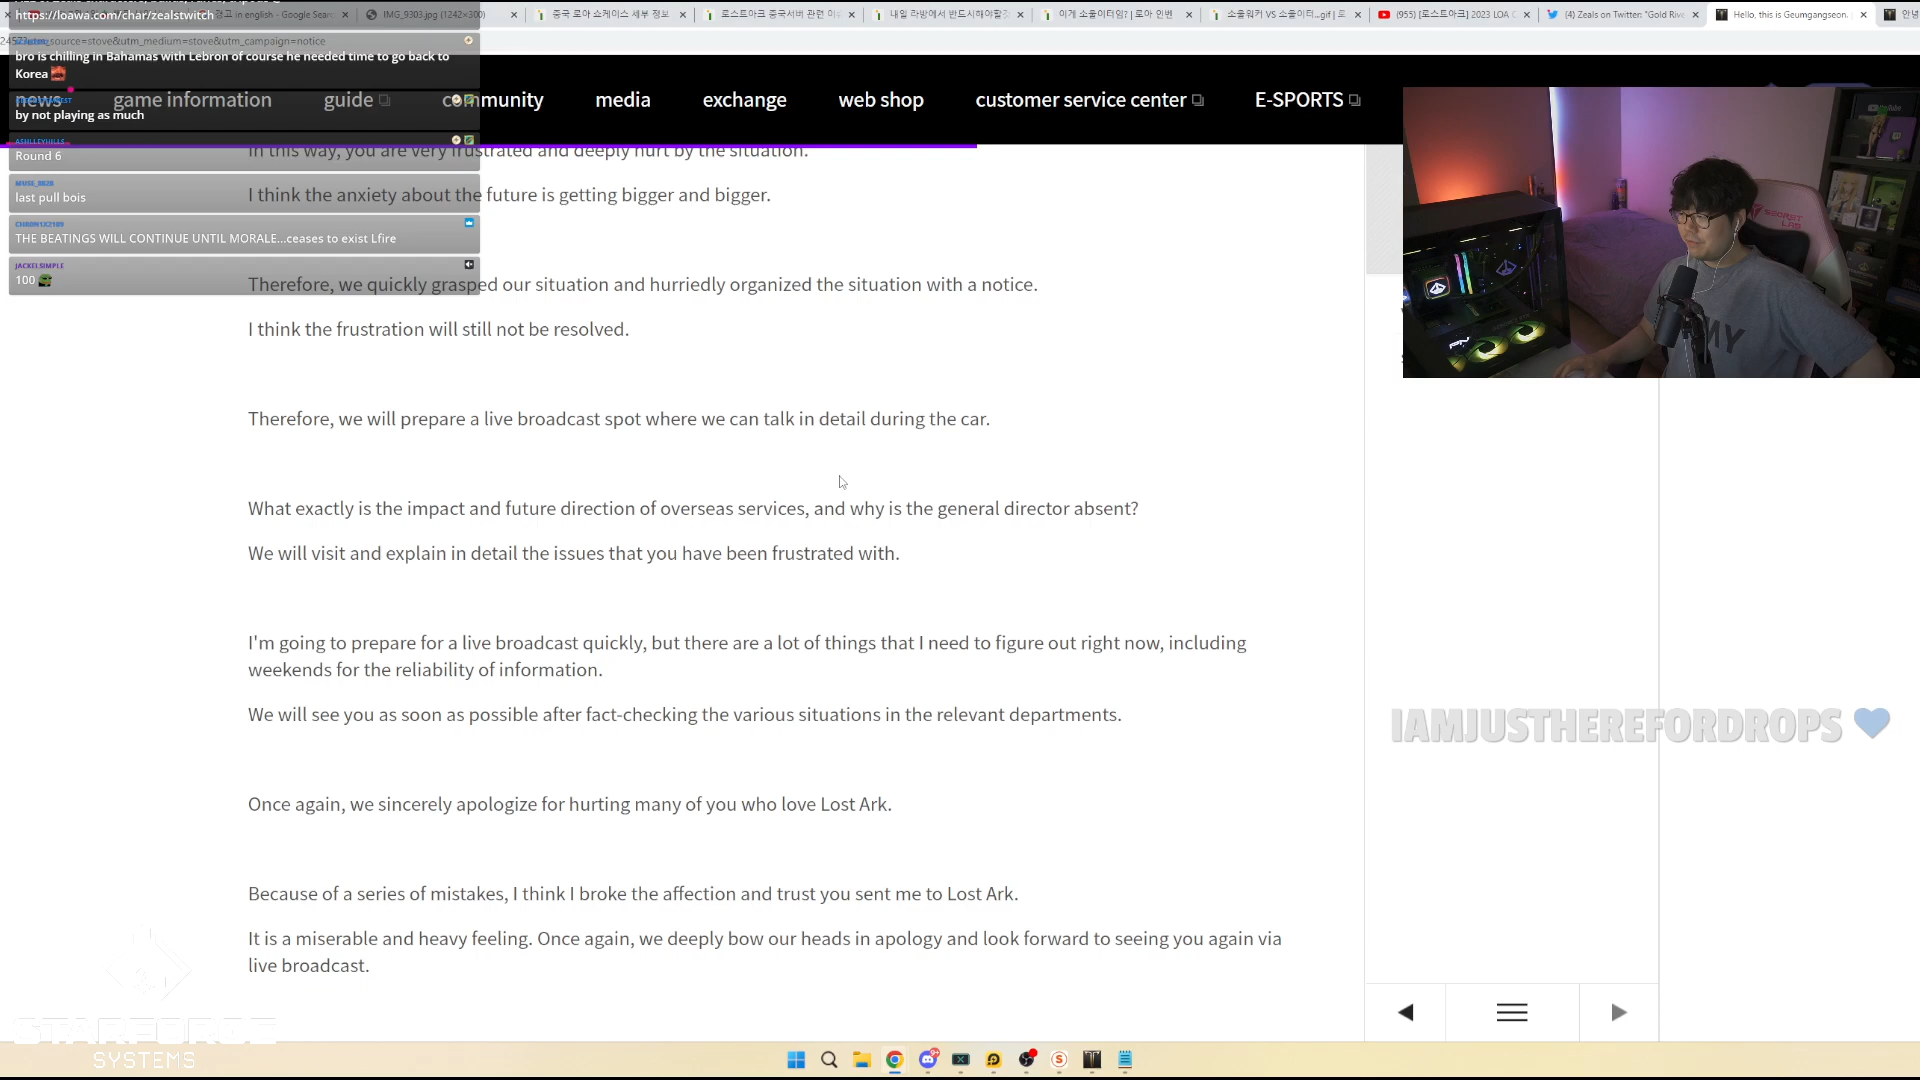 https://loawa.com/char/zealstwitch
in english - Google Sear
IMG_9303.jpg (1242×300)
중국 로아 쇼케이스 세부 정보
로스트아크 중국서버 관련 이
내일 라방에서 반드시해야할것
이게 소울이터임? | 로아 인벤
소울워커 VS 소울이터...gif | 로
(955) [로스트아크] 2023 LOA
(4) Zeals on Twitter: "Gold Rive
Hello, this is Geumgangseon.
안녕
utm_source=stove&utm_medium=stove&utm_campaign=notice
bro is chilling in Bahamas with Lebron of course he needed time to go back to
Korea
news
game information
guide
community
media
exchange
web shop
customer service center
E-SPORTS
by not playing as much
ASHLLEYHILLS
Round 6
MUSE_8828
last pull bois
THE BEATINGS WILL CONTINUE UNTIL MORALE...ceases to exist Lfire
JACKELSIMPLE
100
In this way, you are very frustrated and deeply hurt by the situation.
I think the anxiety about the future is getting bigger and bigger.
Therefore, we quickly grasped our situation and hurriedly organized the situation with a notice.
I think the frustration will still not be resolved.
Therefore, we will prepare a live broadcast spot where we can talk in detail during the car.
What exactly is the impact and future direction of overseas services, and why is the general director absent?
We will visit and explain in detail the issues that you have been frustrated with.
I'm going to prepare for a live broadcast quickly, but there are a lot of things that I need to figure out right now, including
weekends for the reliability of information.
We will see you as soon as possible after fact-checking the various situations in the relevant departments.
Once again, we sincerely apologize for hurting many of you who love Lost Ark.
Because of a series of mistakes, I think I broke the affection and trust you sent me to Lost Ark.
It is a miserable and heavy feeling. Once again, we deeply bow our heads in apology and look forward to seeing you again via
live broadcast.
IAMJUSTHEREFORDROPS
STARFORGE
SYSTEMS